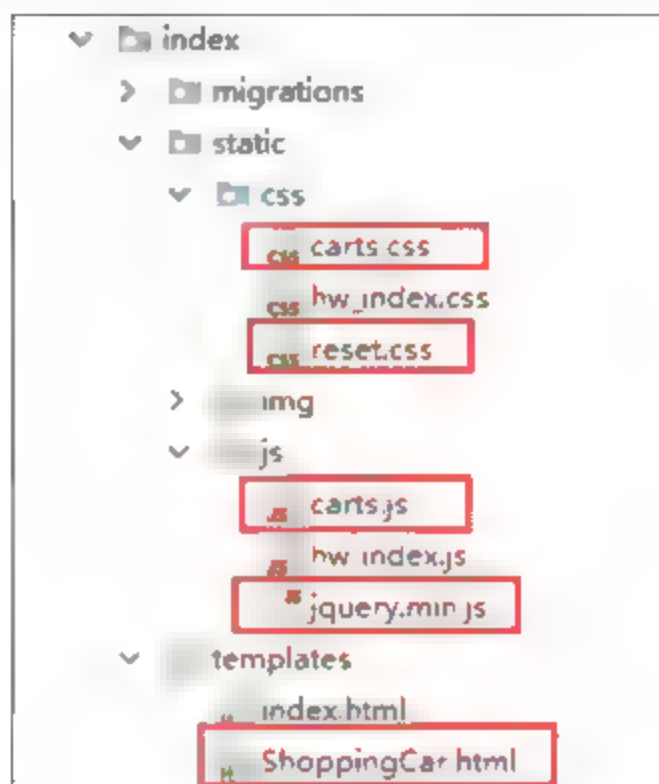 index
migrations
static
css
carts.css
hw_index.css
reset.css
img
js
carts.js
hw_index.js
jquery.min.js
templates
index.html
ShoppingCar.html